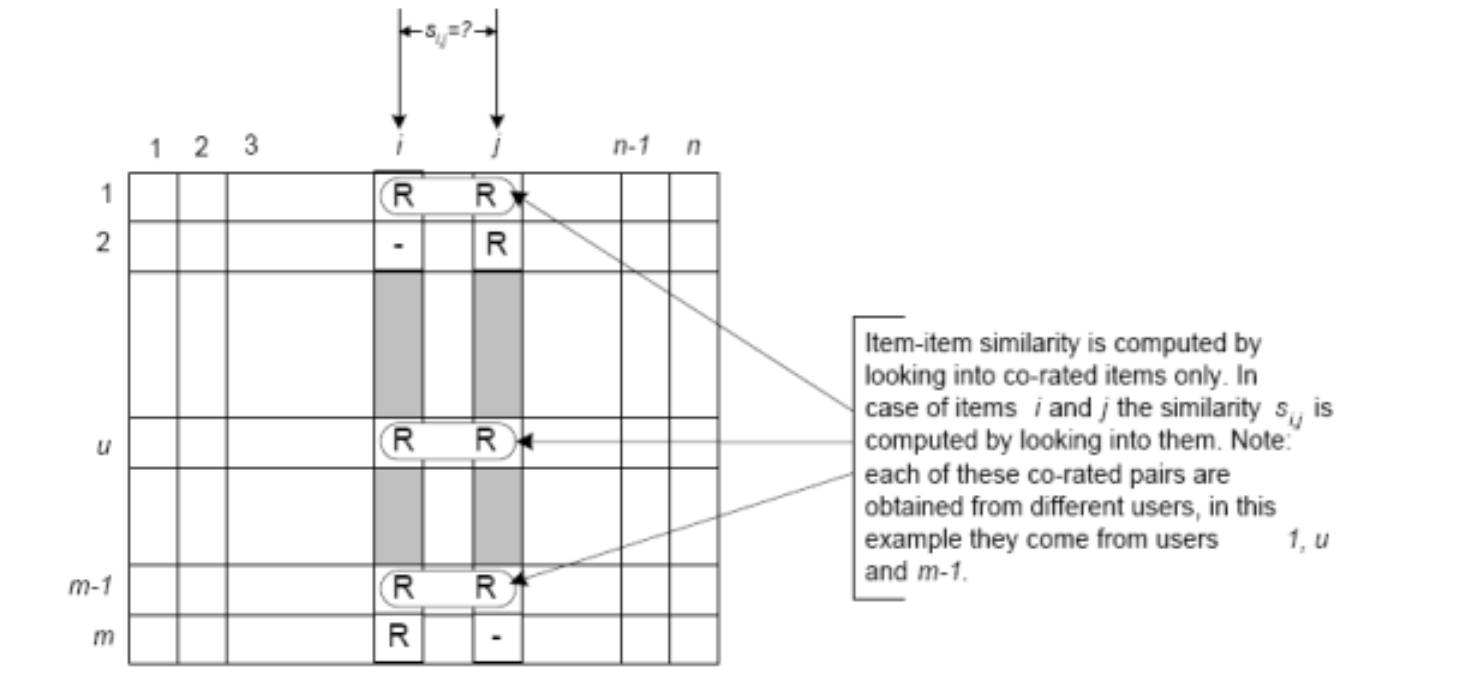 s i,j =?
1 2 3 i j n-1 n
1 R R
2 - R
u R R
m-1 R R
m R -
Item-item similarity is computed by
looking into co-rated items only. In
case of items i and j the similarity s i,j is
computed by looking into them. Note:
each of these co-rated pairs are
obtained from different users, in this
example they come from users 1, u
and m-1.